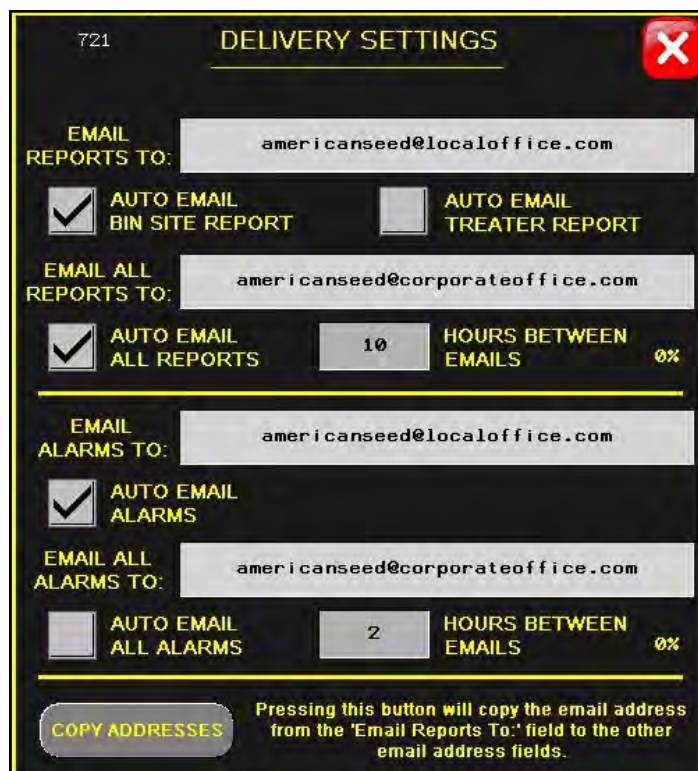 721 DELIVERY SETTINGS
EMAIL
REPORTS TO:
americanseed@localoffice.com
AUTO EMAIL
BIN SITE REPORT
AUTO EMAIL
TREATER REPORT
EMAIL ALL
REPORTS TO:
americanseed@corporateoffice.com
AUTO EMAIL
ALL REPORTS
10
HOURS BETWEEN
EMAILS
0%
EMAIL
ALARMS TO:
americanseed@localoffice.com
AUTO EMAIL
ALARMS
EMAIL ALL
ALARMS TO:
americanseed@corporateoffice.com
AUTO EMAIL
ALL ALARMS
2
HOURS BETWEEN
EMAILS
0%
COPY ADDRESSES
Pressing this button will copy the email address
from the 'Email Reports To:' field to the other
email address fields.